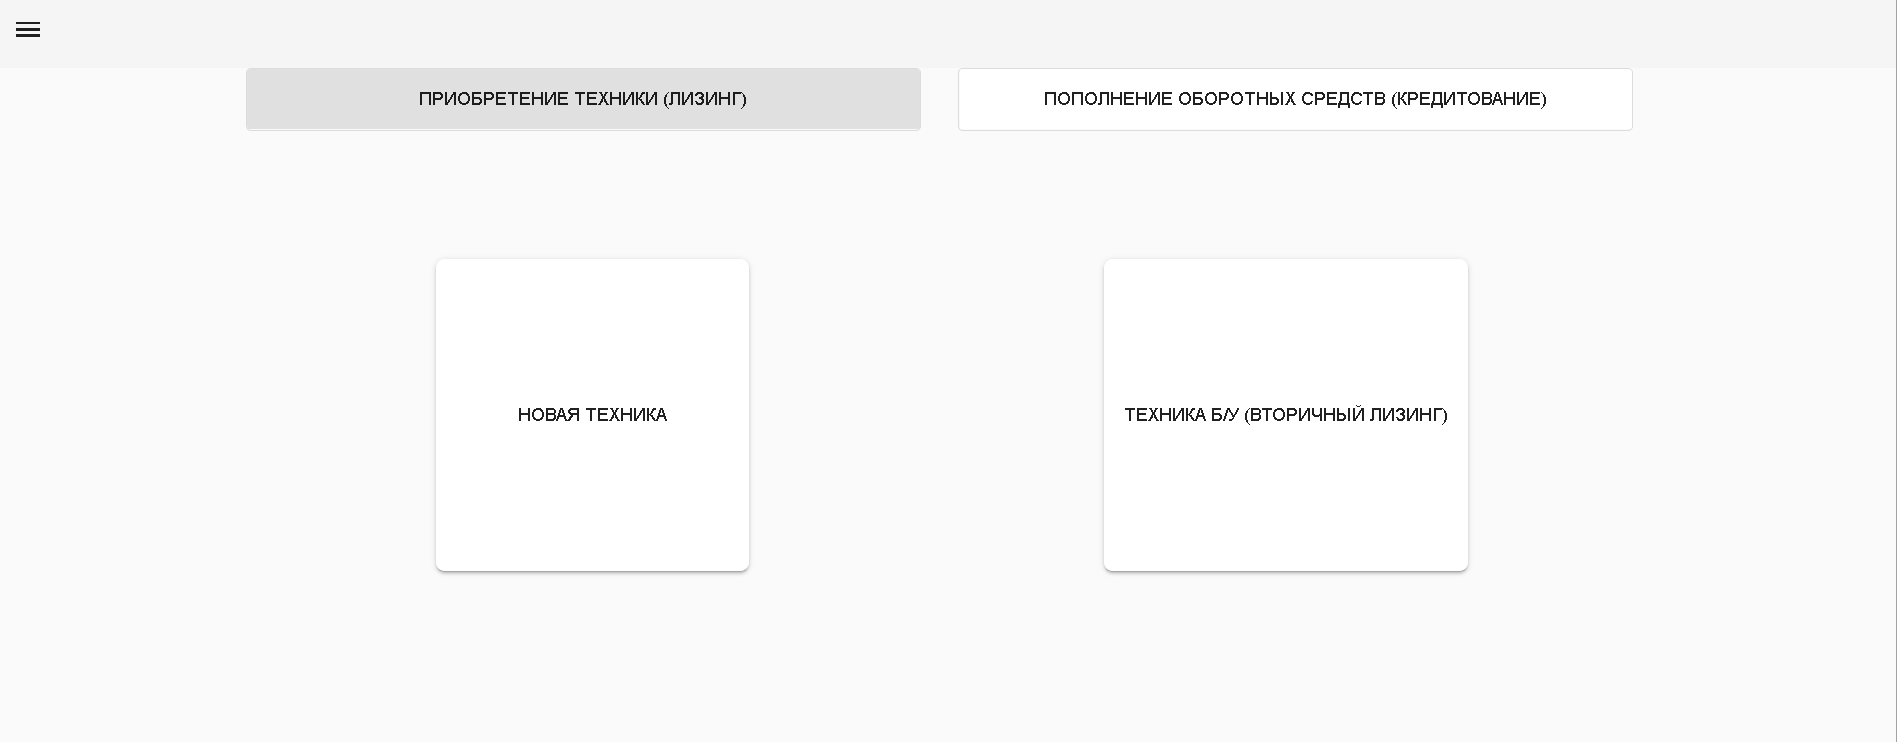 ПРИОБРЕТЕНИЕ ТЕХНИКИ (ЛИЗИНГ)
ПОПОЛНЕНИЕ ОБОРОТНЫХ СРЕДСТВ (КРЕДИТОВАНИЕ)
НОВАЯ ТЕХНИКА
ТЕХНИКА Б/У (ВТОРИЧНЫЙ ЛИЗИНГ)